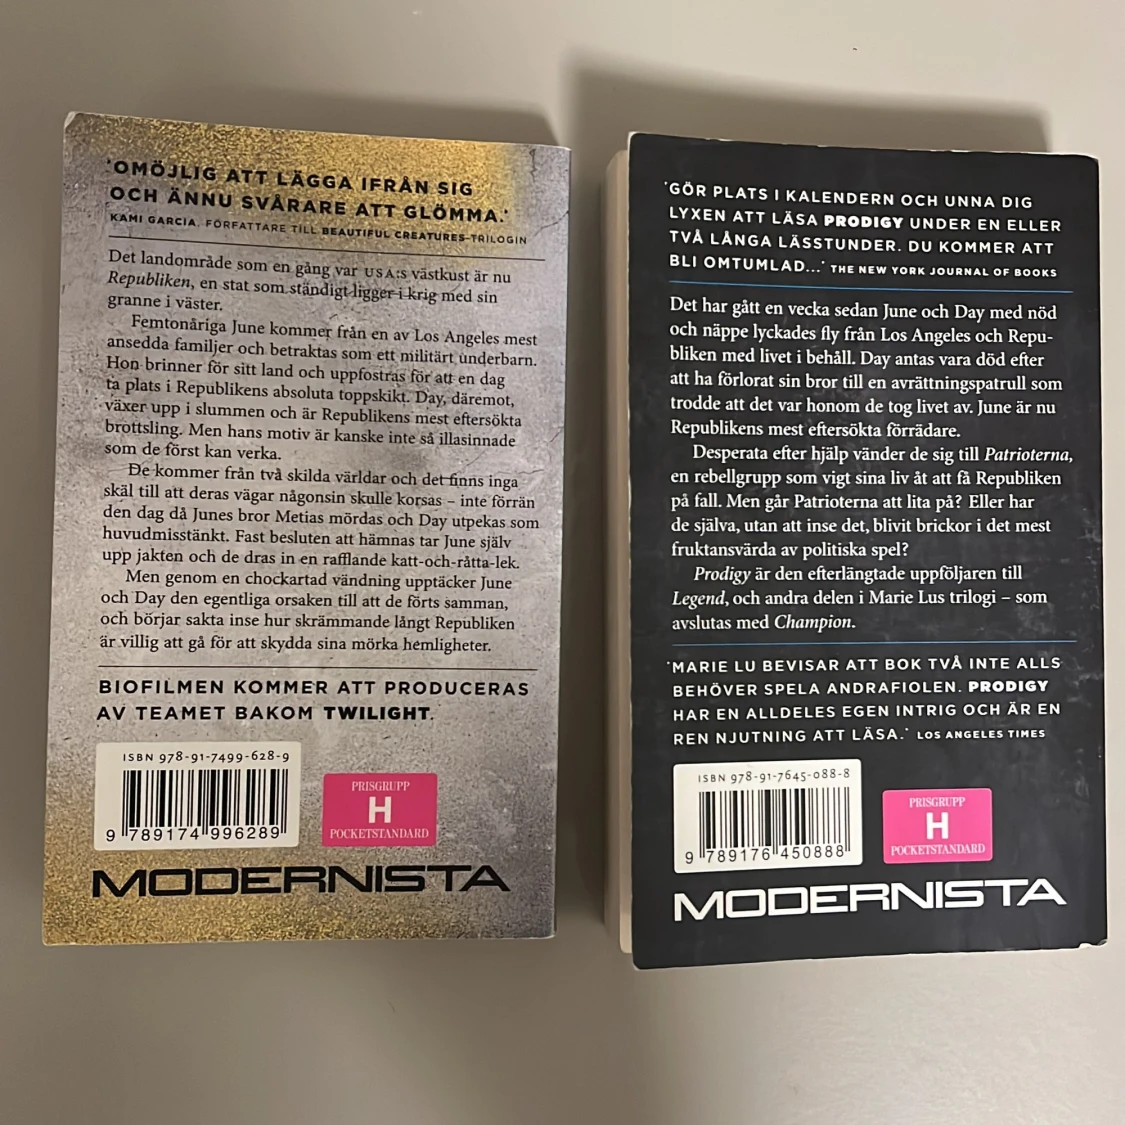 'OMÖJLIG ATT LÄGGA IFRÅN SIG
OCH ÄNNU SVÅRARE ATT GLÖMMA.'
KAMI GARCIA, FÖRFATTARE TILL BEAUTIFUL CREATURES-TRILOGIN
Det landområde som en gång var USA:s västkust är nu
Republiken, en stat som ständigt ligger i krig med sin
granne i väster.
Femtonåriga June kommer från en av Los Angeles mest
ansedda familjer och betraktas som ett militärt underbarn.
Hon brinner för sitt land och uppfostras för att en dag
ta plats i Republikens absoluta toppskikt. Day, däremot,
växer upp i slummen och är Republikens mest eftersökta
brottsling. Men hans motiv är kanske inte så illasinnade
som de först kan verka.
De kommer från två skilda världar och det finns inga
skäl till att deras vägar någonsin skulle korsas – inte förrän
den dag då Junes bror Metias mördas och Day utpekas som
huvudmisstänkt. Fast besluten att hämnas tar June själv
upp jakten och de dras in en rafflande katt-och-råtta-lek.
Men genom en chockartad vändning upptäcker June
och Day den egentliga orsaken till att de förts samman,
och börjar sakta inse hur skrämmande långt Republiken
är villig att gå för att skydda sina mörka hemligheter.
BIOFILMEN KOMMER ATT PRODUCERAS
AV TEAMET BAKOM TWILIGHT.
ISBN 978-91-7499-628-9
9 789174 996289
PRISGRUPP
H
POCKETSTANDARD
MODERNISTA
'GÖR PLATS I KALENDERN OCH UNNA DIG
LYXEN ATT LÄSA PRODIGY UNDER EN ELLER
TVÅ LÅNGA LÄSSTUNDER. DU KOMMER ATT
BLI OMTUMLAD...' THE NEW YORK JOURNAL OF BOOKS
Det har gått en vecka sedan June och Day med nöd
och näppe lyckades fly från Los Angeles och Repu-
bliken med livet i behåll. Day antas vara död efter
att ha förlorat sin bror till en avrättningspatrull som
trodde att det var honom de tog livet av. June är nu
Republikens mest eftersökta förrädare.
Desperata efter hjälp vänder de sig till Patrioterna,
en rebellgrupp som vigt sina liv åt att få Republiken
på fall. Men går Patrioterna att lita på? Eller har
de själva, utan att inse det, blivit brickor i det mest
fruktansvärda av politiska spel?
Prodigy är den efterlängtade uppföljaren till
Legend, och andra delen i Marie Lus trilogi – som
avslutas med Champion.
'MARIE LU BEVISAR ATT BOK TVÅ INTE ALLS
BEHÖVER SPELA ANDRAFIOLEN. PRODIGY
HAR EN ALLDELES EGEN INTRIG OCH ÄR EN
REN NJUTNING ATT LÄSA.' LOS ANGELES TIMES
ISBN 978-91-7645-088-8
9 789176 450888
PRISGRUPP
H
POCKETSTANDARD
MODERNISTA